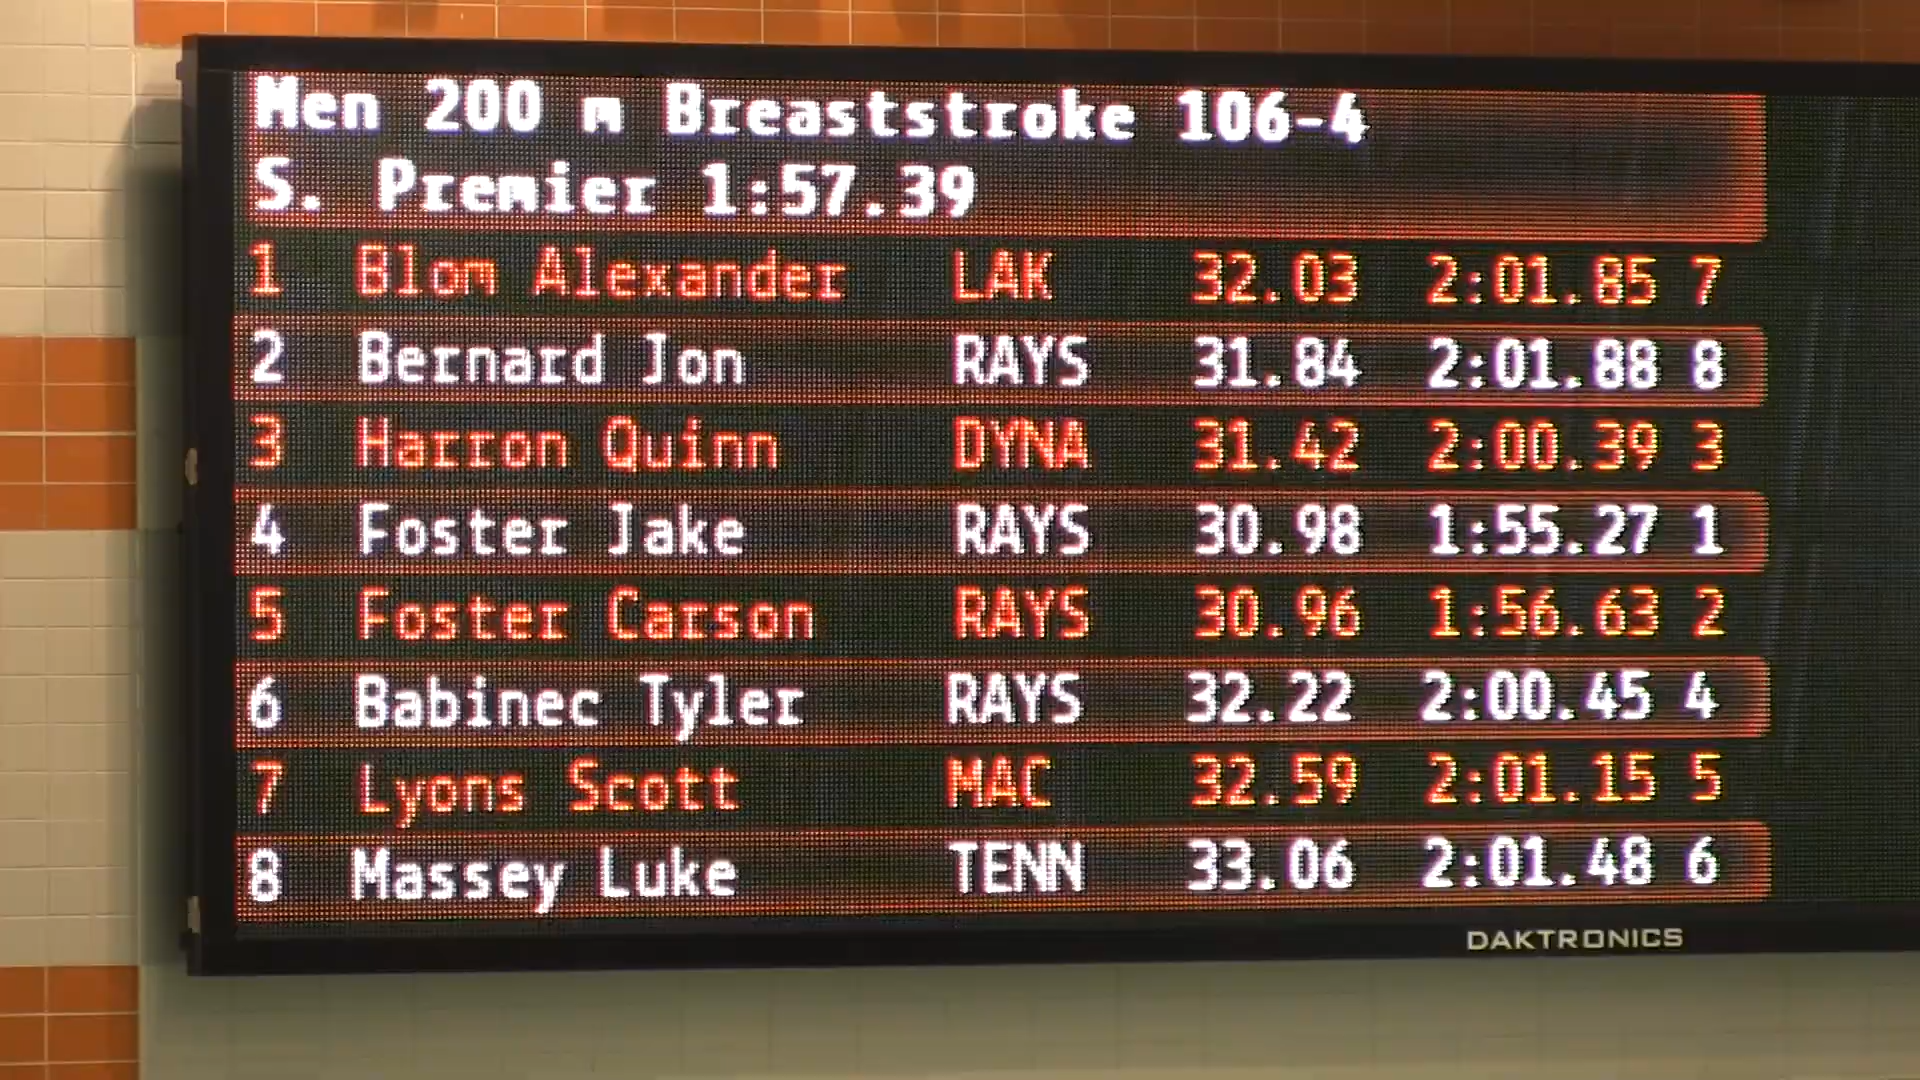 Men 200 m Breaststroke 106-4
S. Premier 1:57.39
1 Blom Alexander LAK 32.03 2:01.85 7
2 Bernard Jon RAYS 31.84 2:01.88 8
3 Harron Quinn DYNA 31.42 2:00.39 3
4 Foster Jake RAYS 30.98 1:55.27 1
5 Foster Carson RAYS 30.96 1:56.63 2
6 Babinec Tyler RAYS 32.22 2:00.45 4
7 Lyons Scott MAC 32.59 2:01.15 5
8 Massey Luke TENN 33.06 2:01.48 6
DAKTRONICS